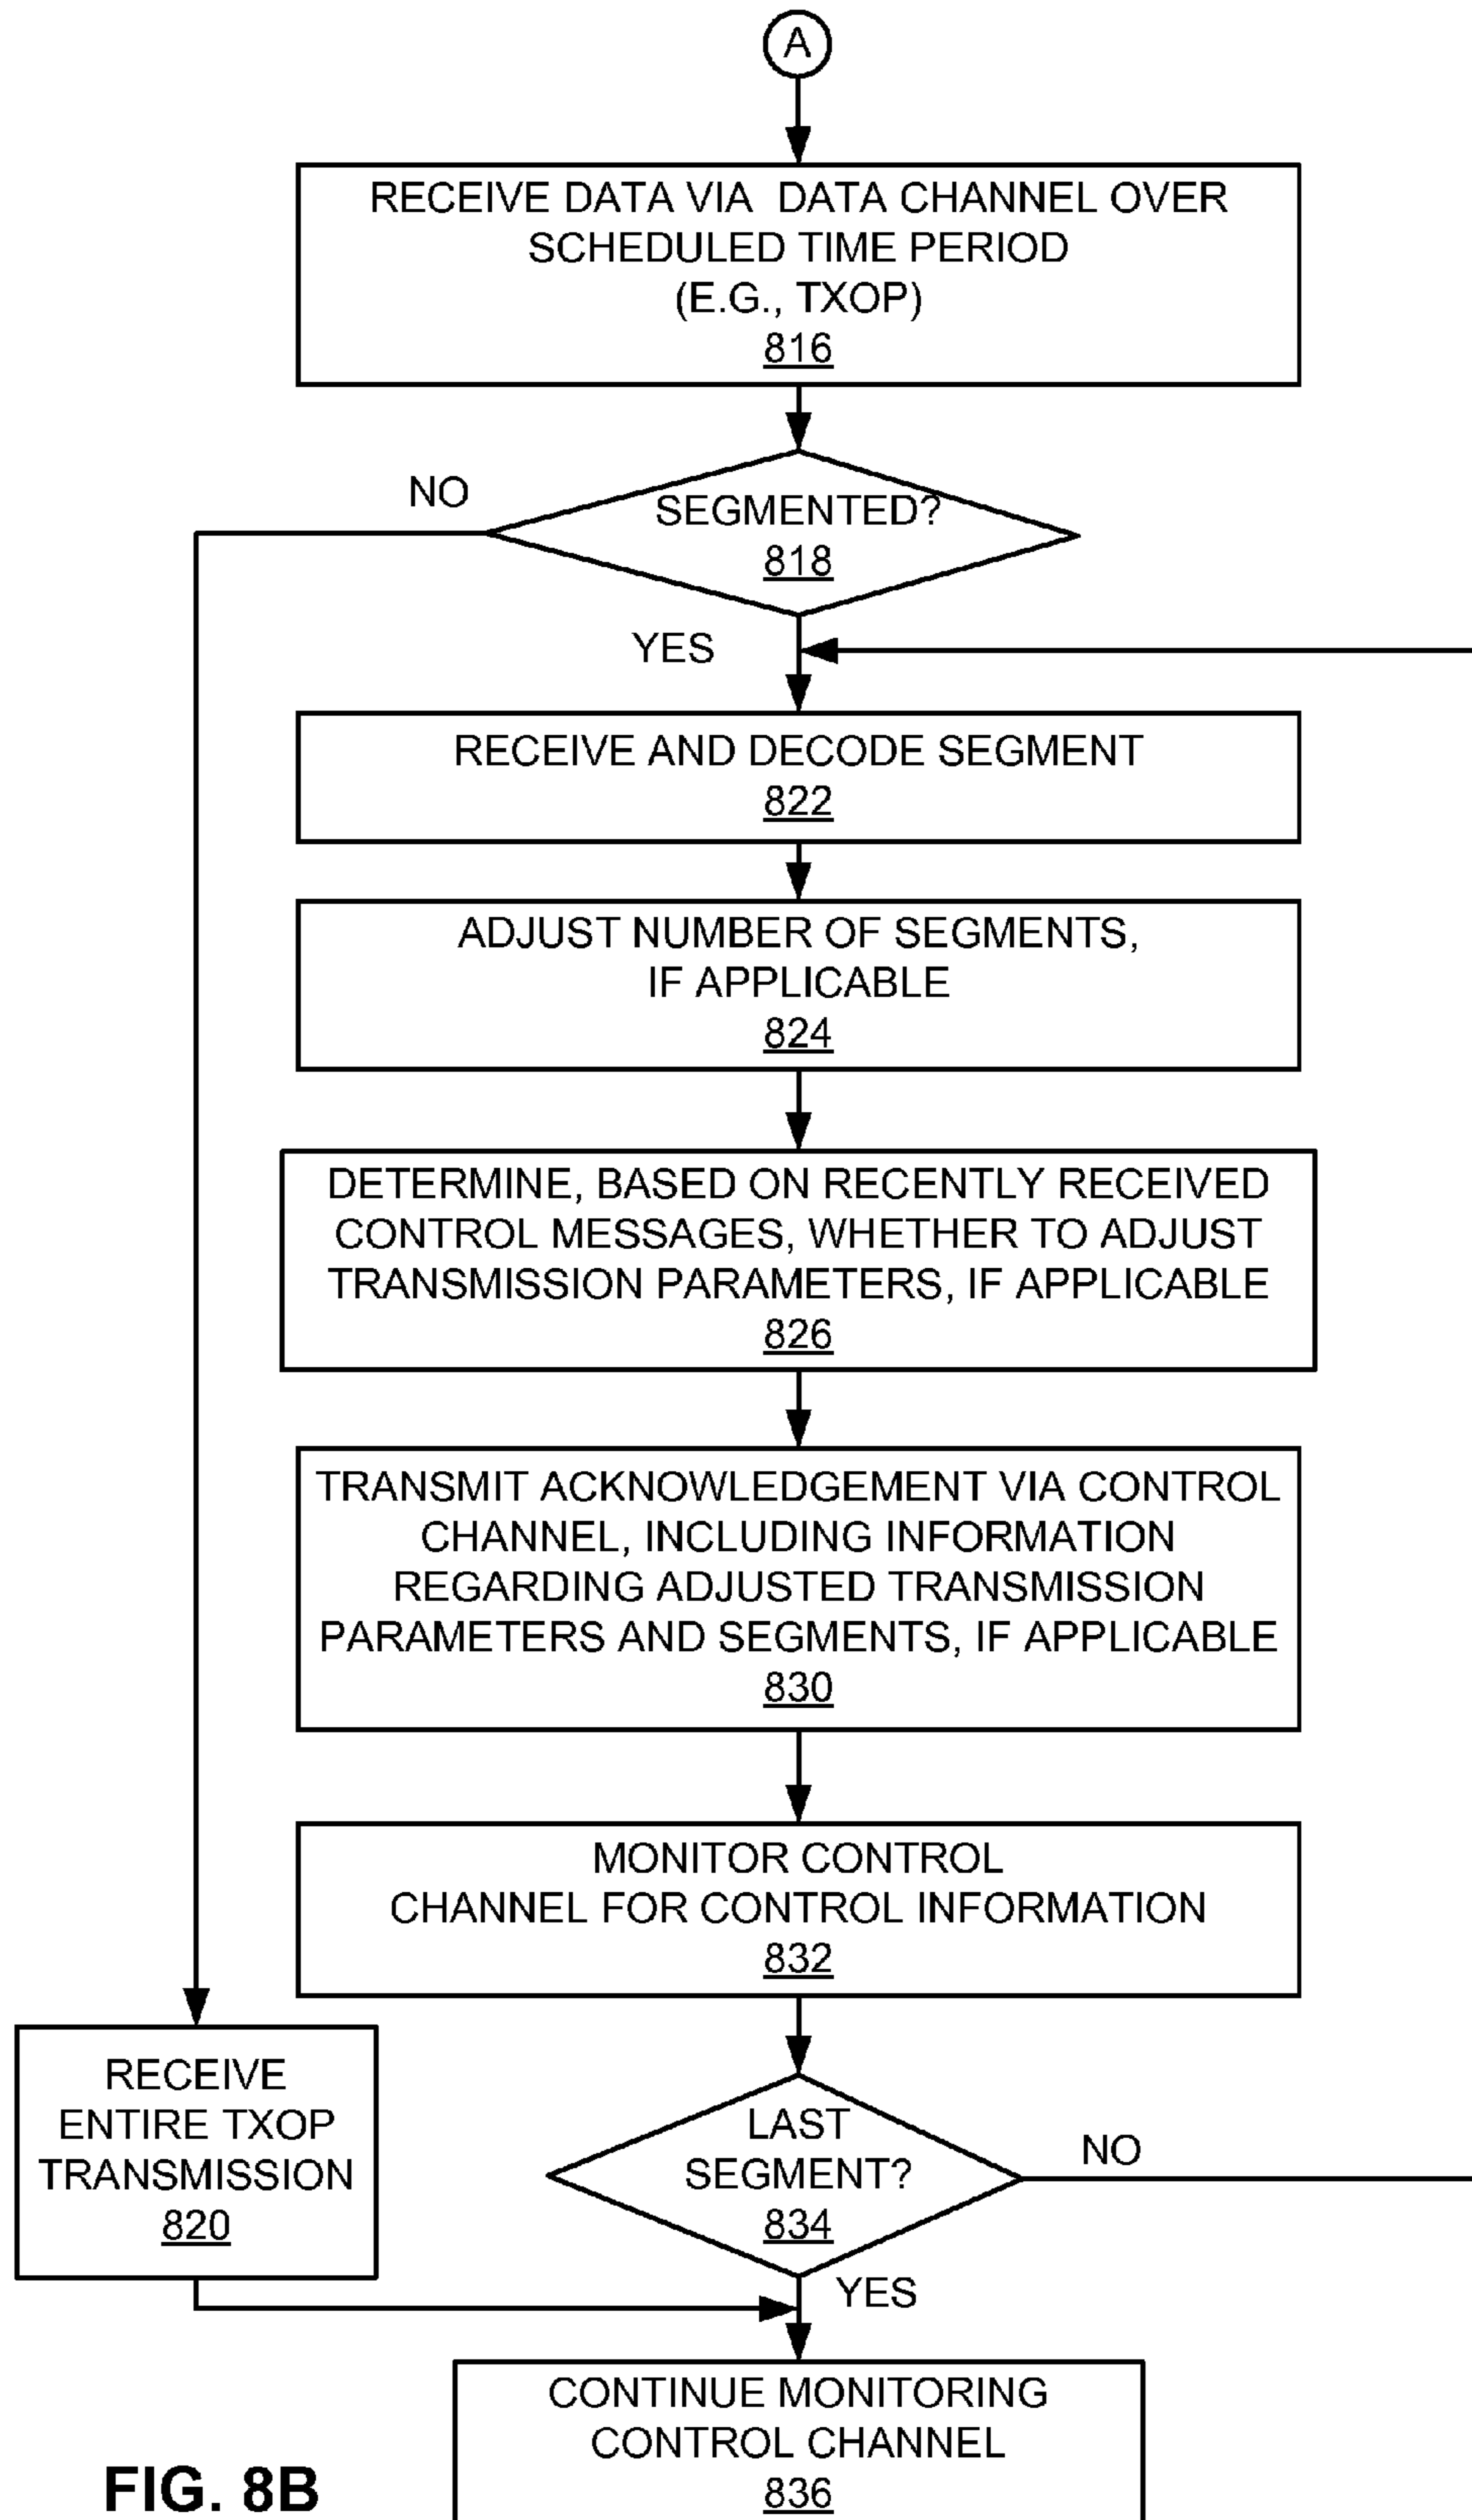 A
RECEIVE DATA VIA DATA CHANNEL OVER
SCHEDULED TIME PERIOD
(E.G., TXOP)
816
NO
SEGMENTED?
818
YES
RECEIVE AND DECODE SEGMENT
822
ADJUST NUMBER OF SEGMENTS,
IF APPLICABLE
824
DETERMINE, BASED ON RECENTLY RECEIVED
CONTROL MESSAGES, WHETHER TO ADJUST
TRANSMISSION PARAMETERS, IF APPLICABLE
826
TRANSMIT ACKNOWLEDGEMENT VIA CONTROL
CHANNEL, INCLUDING INFORMATION
REGARDING ADJUSTED TRANSMISSION
PARAMETERS AND SEGMENTS, IF APPLICABLE
830
MONITOR CONTROL
CHANNEL FOR CONTROL INFORMATION
832
RECEIVE
ENTIRE TXOP
TRANSMISSION
820
LAST
SEGMENT?
834
NO
YES
CONTINUE MONITORING
CONTROL CHANNEL
836
FIG. 8B